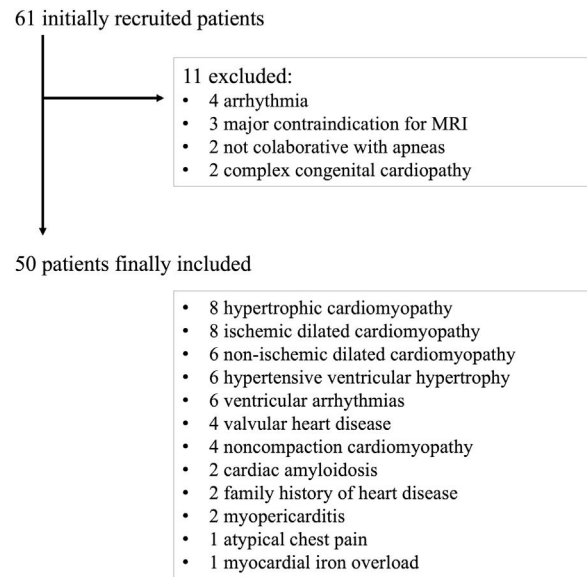 61 initially recruited patients
11 excluded:
• 4 arrhythmia
• 3 major contraindication for MRI
• 2 not colaborative with apneas
• 2 complex congenital cardiopathy
50 patients finally included
• 8 hypertrophic cardiomyopathy
• 8 ischemic dilated cardiomyopathy
• 6 non-ischemic dilated cardiomyopathy
• 6 hypertensive ventricular hypertrophy
• 6 ventricular arrhythmias
• 4 valvular heart disease
• 4 noncompaction cardiomyopathy
• 2 cardiac amyloidosis
• 2 family history of heart disease
• 2 myopericarditis
• 1 atypical chest pain
• 1 myocardial iron overload